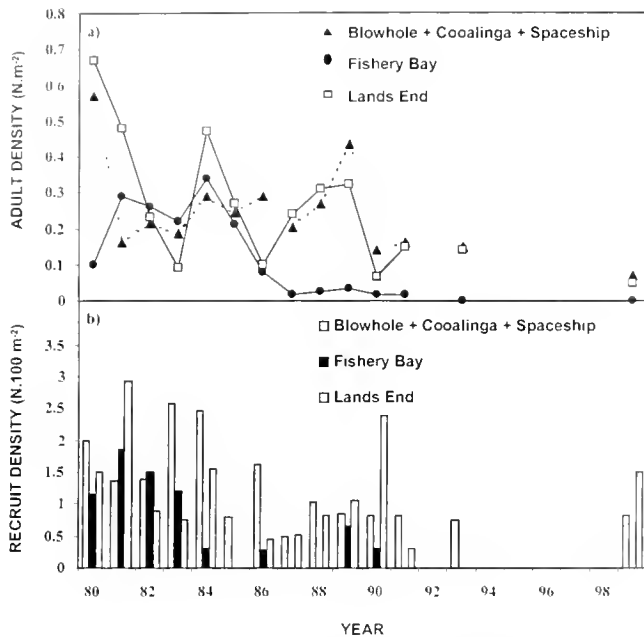 0.8
a)
Blowhole + Cooalinga + Spaceship
0.7
Fishery Bay
0.6
Lands End
0.5
0.4
0.3
0.2
0.1
0
ADULT DENSITY (N.m-2)
b)
Blowhole + Cooalinga + Spaceship
3.5
Fishery Bay
3
Lands End
2.5
2
1.5
1
0.5
0
RECRUIT DENSITY (N.100 m-2)
80 82 84 86 88 90 92 94 96 98
YEAR